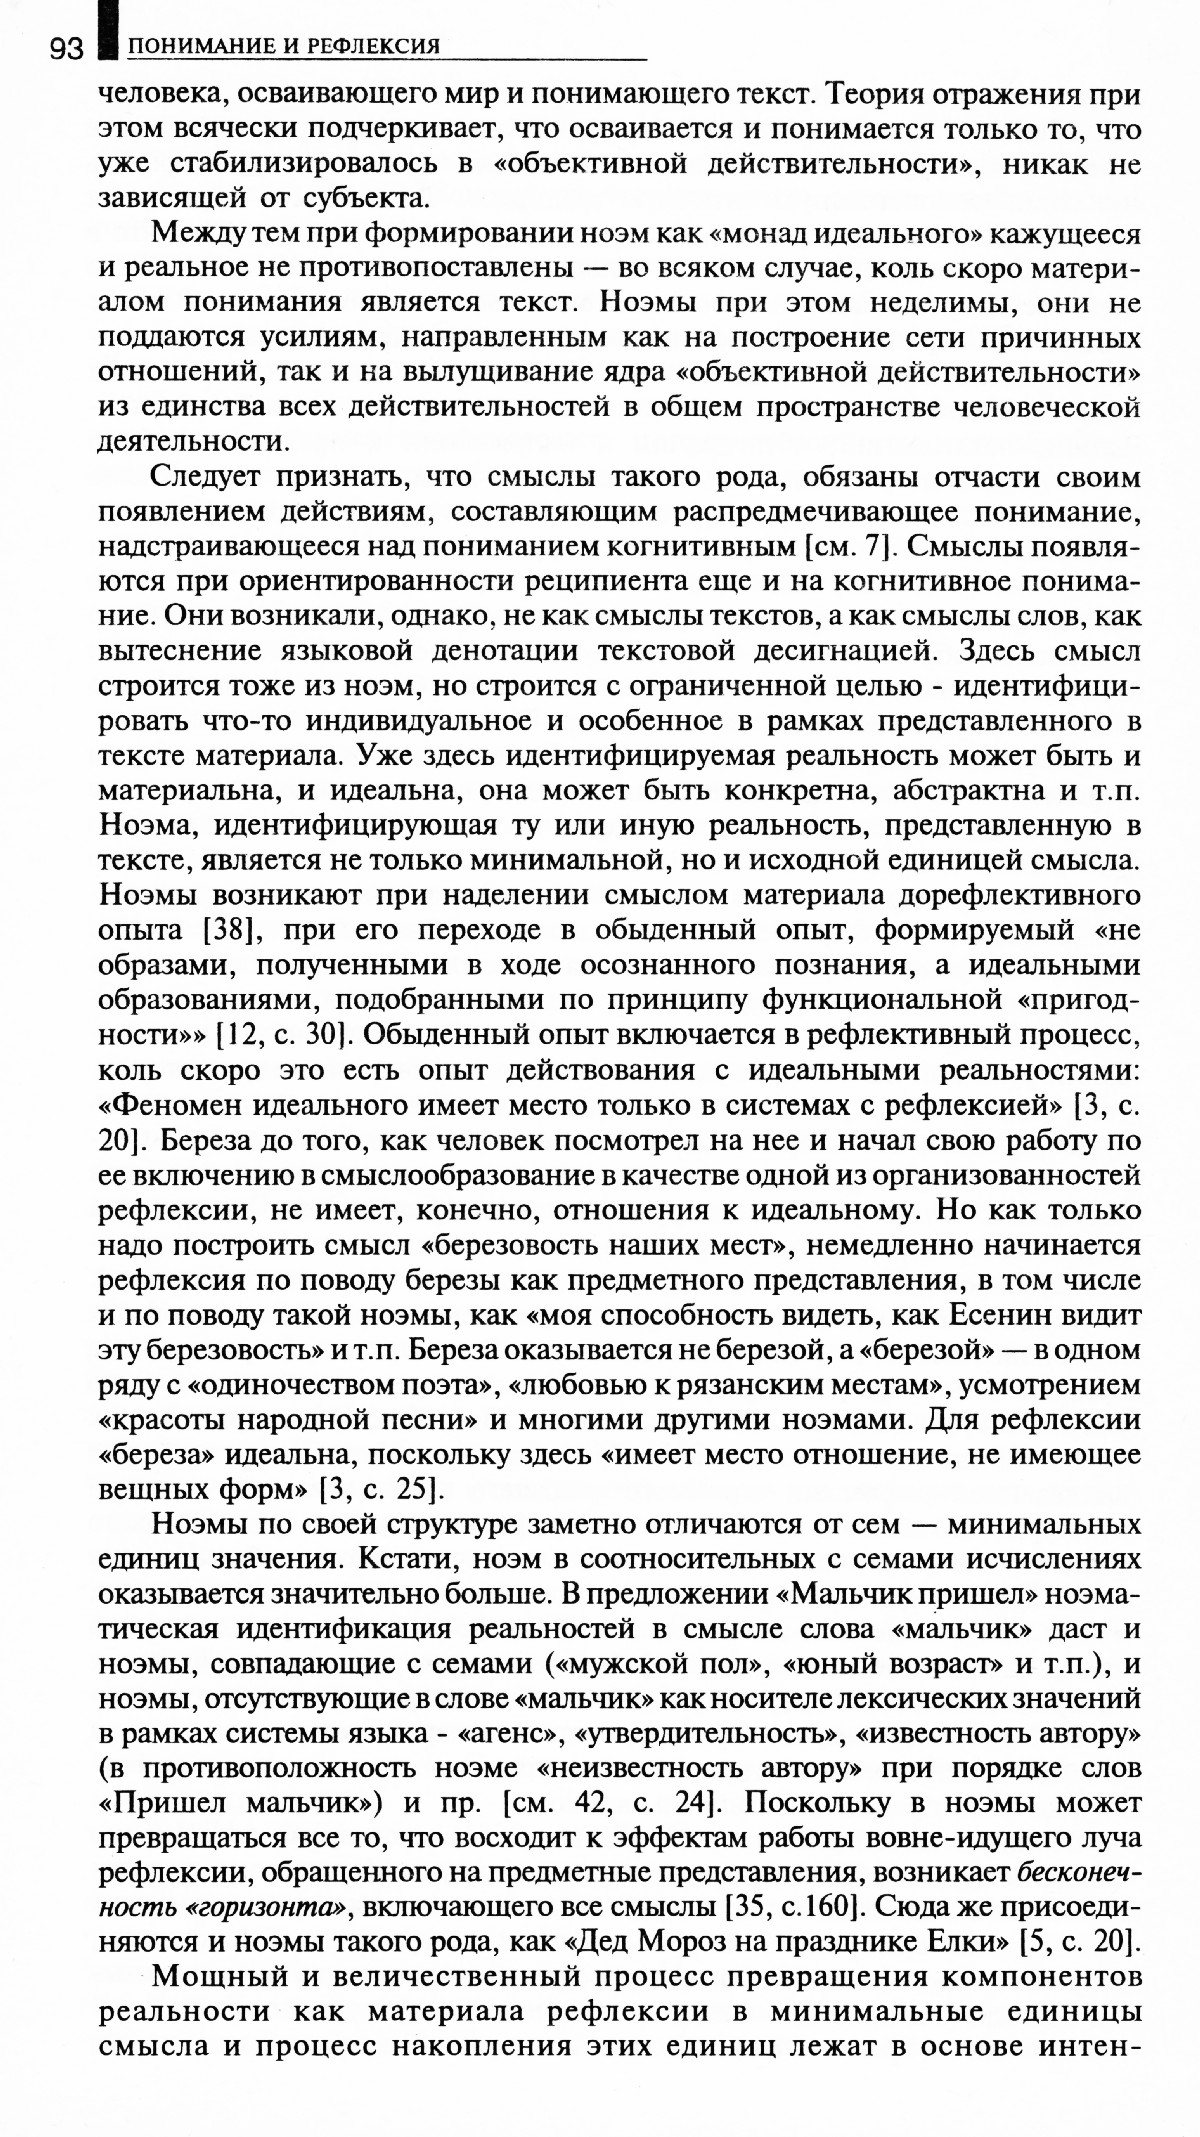 93 ПОНИМАНИЕ И РЕФЛЕКСИЯ
человека, осваивающего мир и понимающего текст. Теория отражения при
этом всячески подчеркивает, что осваивается и понимается только то, что
уже стабилизировалось в «объективной действительности», никак не
зависящей от субъекта.
Между тем при формировании ноэм как «монад идеального» кажущееся
и реальное не противопоставлены — во всяком случае, коль скоро матери-
алом понимания является текст. Ноэмы при этом неделимы, они не
поддаются усилиям, направленным как на построение сети причинных
отношений, так и на вылущивание ядра «объективной действительности»
из единства всех действительностей в общем пространстве человеческой
деятельности.
Следует признать, что смыслы такого рода, обязаны отчасти своим
появлением действиям, составляющим распредмечивающее понимание,
надстраивающееся над пониманием когнитивным [см. 7]. Смыслы появля-
ются при ориентированности реципиента еще и на когнитивное понима-
ние. Они возникали, однако, не как смыслы текстов, а как смыслы слов, как
вытеснение языковой денотации текстовой десигнацией. Здесь смысл
строится тоже из ноэм, но строится с ограниченной целью - идентифици-
ровать что-то индивидуальное и особенное в рамках представленного в
тексте материала. Уже здесь идентифицируемая реальность может быть и
материальна, и идеальна, она может быть конкретна, абстрактна и т.п.
Ноэма, идентифицирующая ту или иную реальность, представленную в
тексте, является не только минимальной, но и исходной единицей смысла.
Ноэмы возникают при наделении смыслом материала дорефлективного
опыта [38], при его переходе в обыденный опыт, формируемый «не
образами, полученными в ходе осознанного познания, а идеальными
образованиями, подобранными по принципу функциональной «пригод-
ности»» [12, с. 30]. Обыденный опыт включается в рефлективный процесс,
коль скоро это есть опыт действования с идеальными реальностями:
«Феномен идеального имеет место только в системах с рефлексией» [3, с.
20]. Береза до того, как человек посмотрел на нее и начал свою работу по
ее включению в смыслообразование в качестве одной из организованностей
рефлексии, не имеет, конечно, отношения к идеальному. Но как только
надо построить смысл «березовость наших мест», немедленно начинается
рефлексия по поводу березы как предметного представления, в том числе
и по поводу такой ноэмы, как «моя способность видеть, как Есенин видит
эту березовость» и т.п. Береза оказывается не березой, а «березой» — в одном
ряду с «одиночеством поэта», «любовью к рязанским местам», усмотрением
«красоты народной песни» и многими другими ноэмами. Для рефлексии
«береза» идеальна, поскольку здесь «имеет место отношение, не имеющее
вещных форм» [3, с. 25].
Ноэмы по своей структуре заметно отличаются от сем — минимальных
единиц значения. Кстати, ноэм в соотносительных с семами исчислениях
оказывается значительно больше. В предложении «Мальчик пришел» ноэма-
тическая идентификация реальностей в смысле слова «мальчик» даст и
ноэмы, совпадающие с семами («мужской пол», «юный возраст» и т.п.), и
ноэмы, отсутствующие в слове «мальчик» как носителе лексических значений
в рамках системы языка - «агенс», «утвердительность», «известность автору»
(в противоположность ноэме «неизвестность автору» при порядке слов
«Пришел мальчик») и пр. [см. 42, с. 24]. Поскольку в ноэмы может
превращаться все то, что восходит к эффектам работы вовне-идущего луча
рефлексии, обращенного на предметные представления, возникает бесконеч-
ность «горизонта», включающего все смыслы [35, с.160]. Сюда же присоеди-
няются и ноэмы такого рода, как «Дед Мороз на празднике Елки» [5, с. 20].
Мощный и величественный процесс превращения компонентов
реальности как материала рефлексии в минимальные единицы
смысла и процесс накопления этих единиц лежат в основе интен-